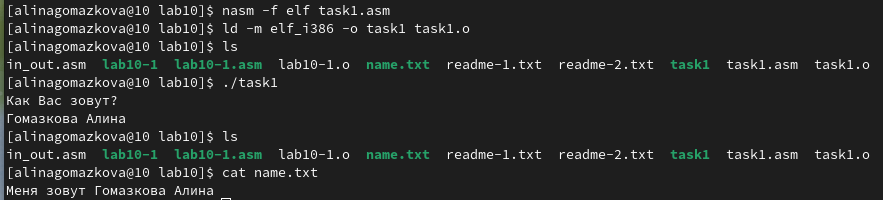 [alinagomazkova@10 lab10]$ nasm -f elf task1.asm
[alinagomazkova@10 lab10]$ ld -m elf_i386 -o task1 task1.o
[alinagomazkova@10 lab10]$ ls
in_out.asm  lab10-1  lab10-1.asm  lab10-1.o  name.txt  readme-1.txt  readme-2.txt  task1  task1.asm  task1.o
[alinagomazkova@10 lab10]$ ./task1
Как Вас зовут?
Гомазкова Алина
[alinagomazkova@10 lab10]$ ls
in_out.asm  lab10-1  lab10-1.asm  lab10-1.o  name.txt  readme-1.txt  readme-2.txt  task1  task1.asm  task1.o
[alinagomazkova@10 lab10]$ cat name.txt
Меня зовут Гомазкова Алина